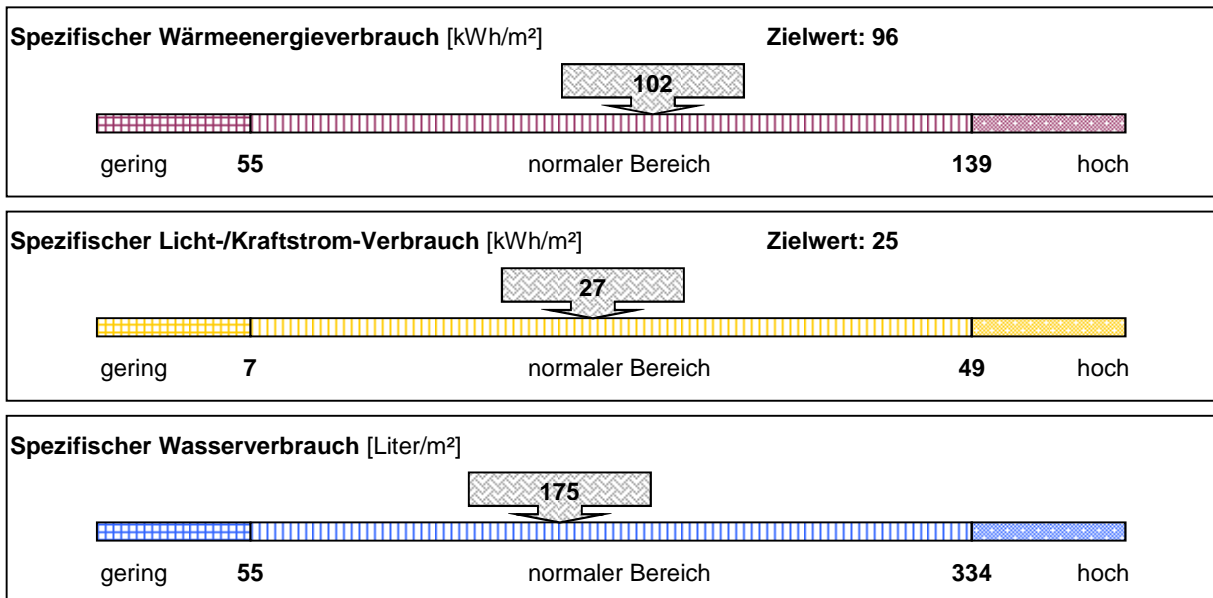 Spezifischer Wärmeenergieverbrauch [kWh/m²] Zielwert: 96
102
gering 55 normaler Bereich 139 hoch
Spezifischer Licht-/Kraftstrom-Verbrauch [kWh/m²] Zielwert: 25
27
gering 7 normaler Bereich 49 hoch
Spezifischer Wasserverbrauch [Liter/m²]
175
gering 55 normaler Bereich 334 hoch